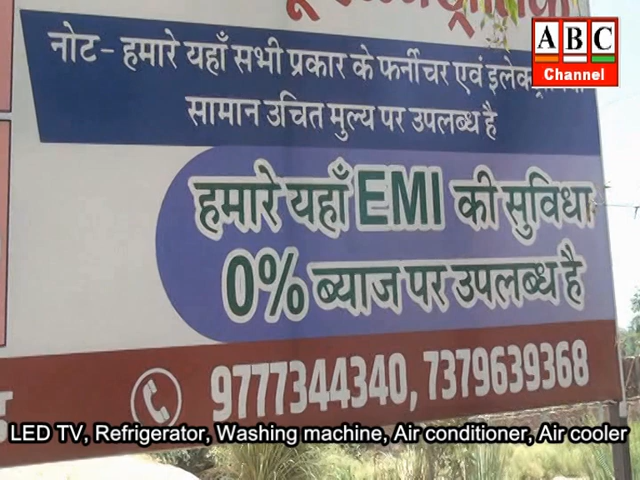 ABC
Channel
नोट - हमारे यहाँ सभी प्रकार के फर्नीचर एवं
सामान उचित मुल्य पर उपलब्ध है
हमारे यहाँ EMI की सुविधा
0% ब्याज पर उपलब्ध है
9777344340, 7379639368
LED TV, Refrigerator, Washing machine, Air conditioner, Air cooler